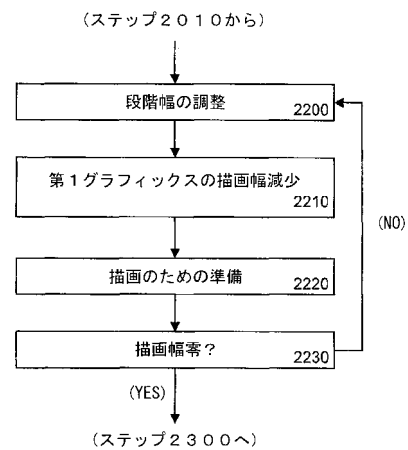 (ステップ2010から)
段階幅の調整
2200
第1グラフィックスの描画幅減少
2210
(NO)
描画のための準備
2220
描画幅零?
2230
(YES)
(ステップ2300へ)